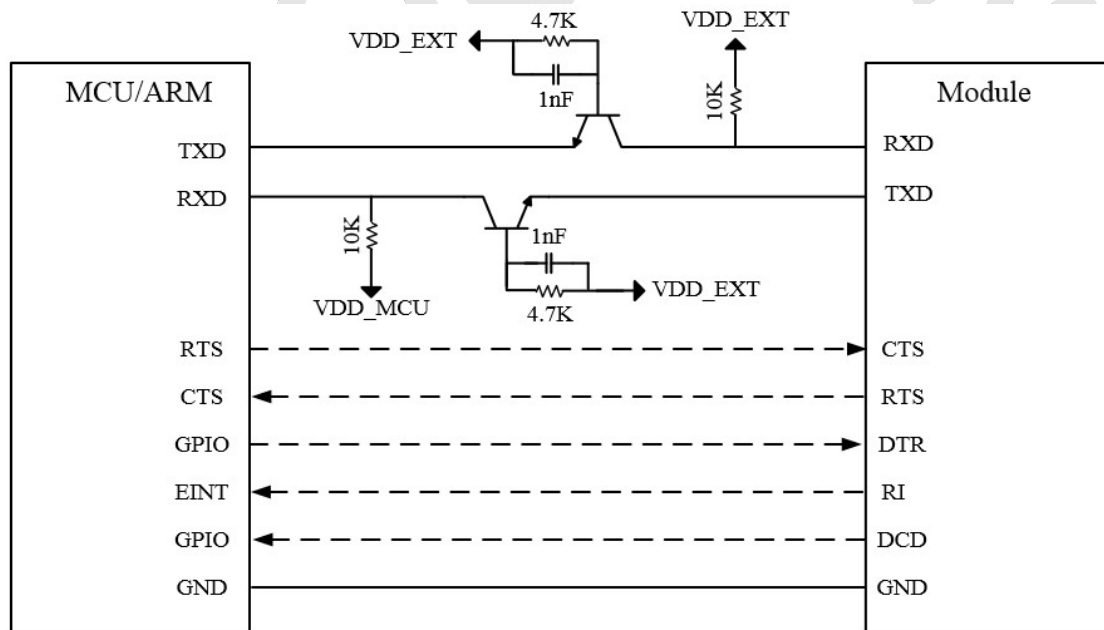 4.7K
VDD_EXT
VDD_EXT
1nF
10K
MCU/ARM
Module
TXD
RXD
RXD
TXD
10K
1nF
VDD_EXT
VDD_MCU
4.7K
RTS
CTS
CTS
RTS
GPIO
DTR
EINT
RI
GPIO
DCD
GND
GND